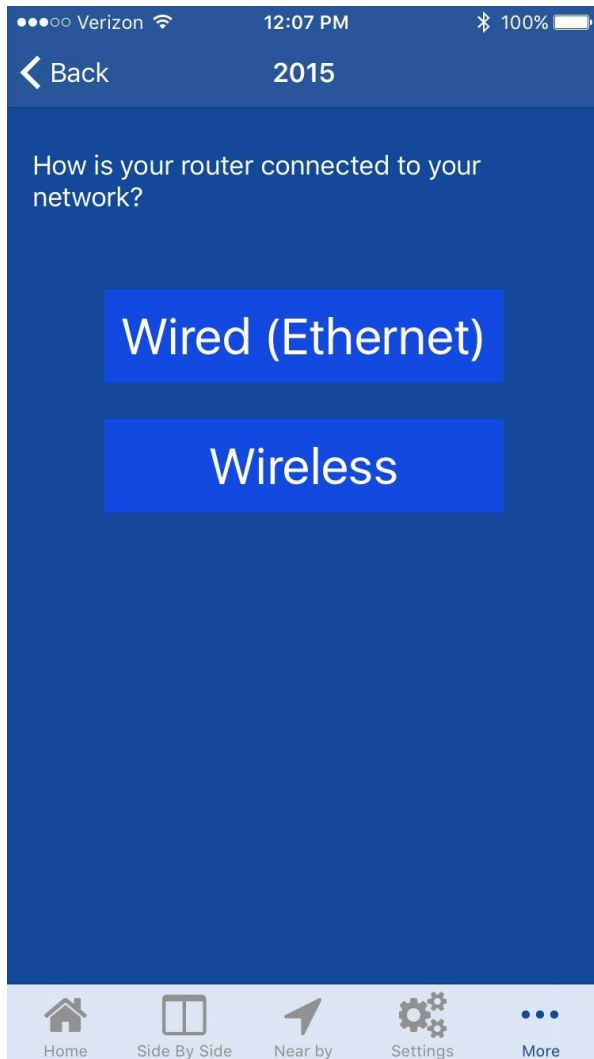 Verizon 12:07 PM 100%
Back 2015
How is your router connected to your
network?
Wired (Ethernet)
Wireless
Home Side By Side Near by Settings More